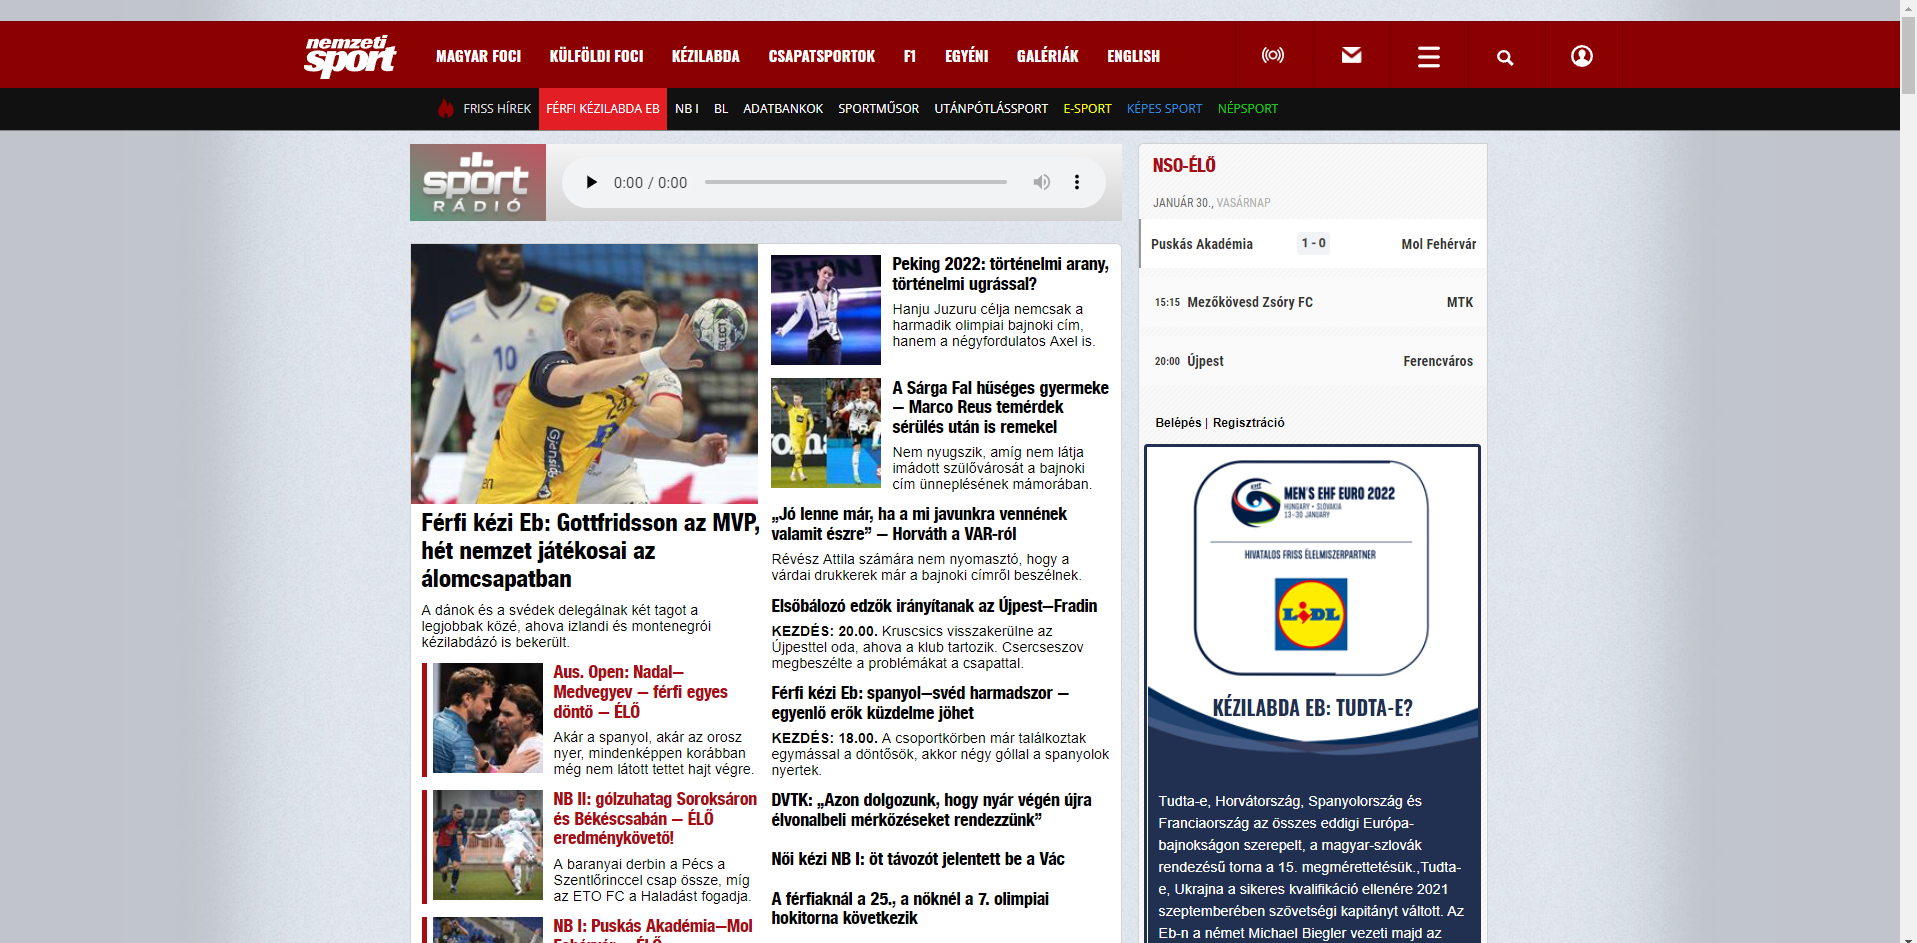 nemzeti
sport
MAGYAR FOCI KÜLFÖLDI FOCI KÉZILABDA CSAPATSPORTOK F1 EGYÉNI GALÉRIÁK ENGLISH
FRISS HÍREK FÉRFI KÉZILABDA EB NB I BL ADATBANKOK SPORTMŰSOR UTÁNPÓTLÁSSPORT E-SPORT KÉPES SPORT NÉPSPORT
sport
RÁDIÓ
0:00 / 0:00
Férfi kézi Eb: Gottfridsson az MVP,
hét nemzet játékosai az
álomcsapatban
A dánok és a svédek delegálnak két tagot a
legjobbak közé, ahova izlandi és montenegrói
kézilabdázó is bekerült.
Aus. Open: Nadal–
Medvegyev – férfi egyes
döntő – ÉLŐ
Akár a spanyol, akár az orosz
nyer, mindenképpen korábban
még nem látott tettet hajt végre.
NB II: gólzuhatag Soroksáron
és Békéscsabán – ÉLŐ
eredménykövető!
A baranyai derbin a Pécs a
Szentlőrinccel csap össze, míg
az ETO FC a Haladást fogadja.
NB I: Puskás Akadémia–Mol
Fehérvár – ÉLŐ
Peking 2022: történelmi arany,
történelmi ugrással?
Hanju Juzuru célja nemcsak a
harmadik olimpiai bajnoki cím,
hanem a négyfordulatos Axel is.
A Sárga Fal hűséges gyermeke
– Marco Reus temérdek
sérülés után is remekel
Nem nyugszik, amíg nem látja
imádott szülővárosát a bajnoki
cím ünneplésének mámorában.
„Jó lenne már, ha a mi javunkra vennének
valamit észre” – Horváth a VAR-ról
Révész Attila számára nem nyomasztó, hogy a
várdai drukkerek már a bajnoki címről beszélnek.
Elsőbálozó edzők irányítanak az Újpest–Fradin
KEZDÉS: 20.00. Kruscsics visszakerülne az
Újpesttel oda, ahova a klub tartozik. Csercseszov
megbeszélte a problémákat a csapattal.
Férfi kézi Eb: spanyol–svéd harmadszor –
egyenlő erők küzdelme jöhet
KEZDÉS: 18.00. A csoportkörben már találkoztak
egymással a döntősök, akkor négy góllal a spanyolok
nyertek.
DVTK: „Azon dolgozunk, hogy nyár végén újra
élvonalbeli mérkőzéseket rendezzünk”
Női kézi NB I: öt távozót jelentett be a Vác
A férfiaknál a 25., a nőknél a 7. olimpiai
hokitorna következik
NSO-ÉLŐ
JANUÁR 30., VASÁRNAP
Puskás Akadémia 1 - 0 Mol Fehérvár
15:15 Mezőkövesd Zsóry FC MTK
20:00 Újpest Ferencváros
Belépés | Regisztráció
EHF
MEN'S EHF EURO 2022
HUNGARY • SLOVAKIA
13-30 JANUARY
HIVATALOS FRISS ÉLELMISZERPARTNER
LIDL
KÉZILABDA EB: TUDTA-E?
Tudta-e, Horvátország, Spanyolország és
Franciaország az összes eddigi Európa-
bajnokságon szerepelt, a magyar-szlovák
rendezésű torna a 15. megmérettetésük.,Tudta-
e, Ukrajna a sikeres kvalifikáció ellenére 2021
szeptemberében szövetségi kapitányt váltott. Az
Eb-n a német Michael Biegler vezeti majd az